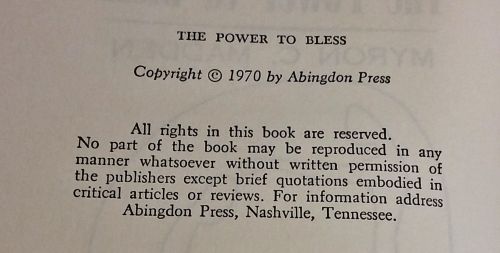 THE POWER TO BLESS
Copyright © 1970 by Abingdon Press
All rights in this book are reserved.
No part of the book may be reproduced in any
manner whatsoever without written permission of
the publishers except brief quotations embodied in
critical articles or reviews. For information address
Abingdon Press, Nashville, Tennessee.